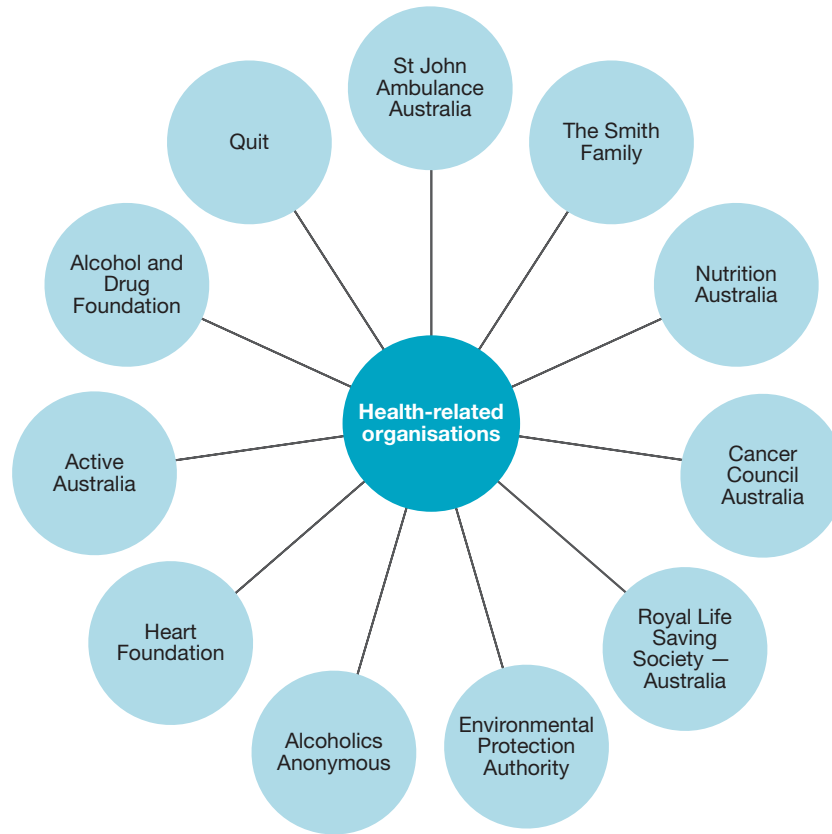 St John
Ambulance
Australia
The Smith
Family
Nutrition
Australia
Cancer
Council
Australia
Royal Life
Saving
Society —
Australia
Environmental
Protection
Authority
Alcoholics
Anonymous
Heart
Foundation
Active
Australia
Alcohol and
Drug
Foundation
Quit
Health-related
organisations